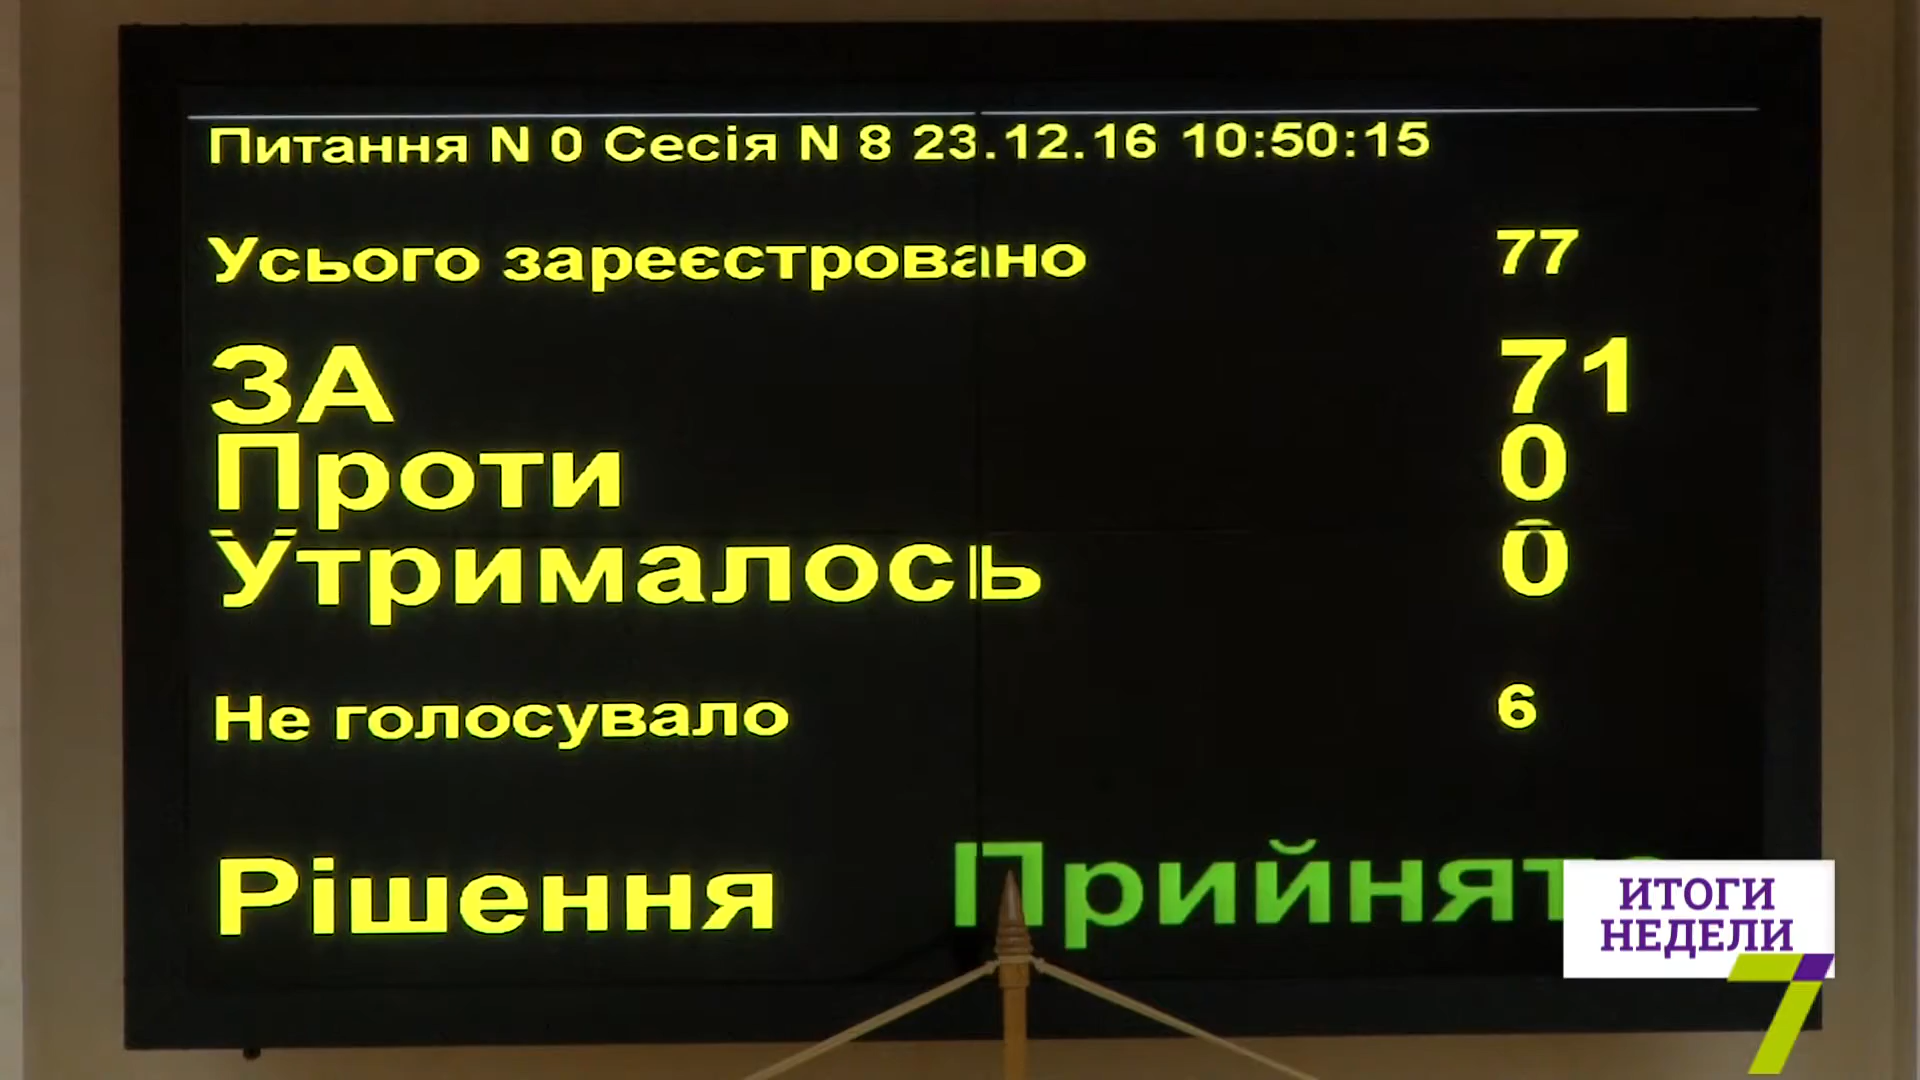 Питання N 0 Сесія N 8 23.12.16 10:50:15
Усього зареєстровано 77
ЗА 71
Проти 0
Утрималось 0
Не голосувало 6
Рішення Прийнято
ИТОГИ
НЕДЕЛИ
7